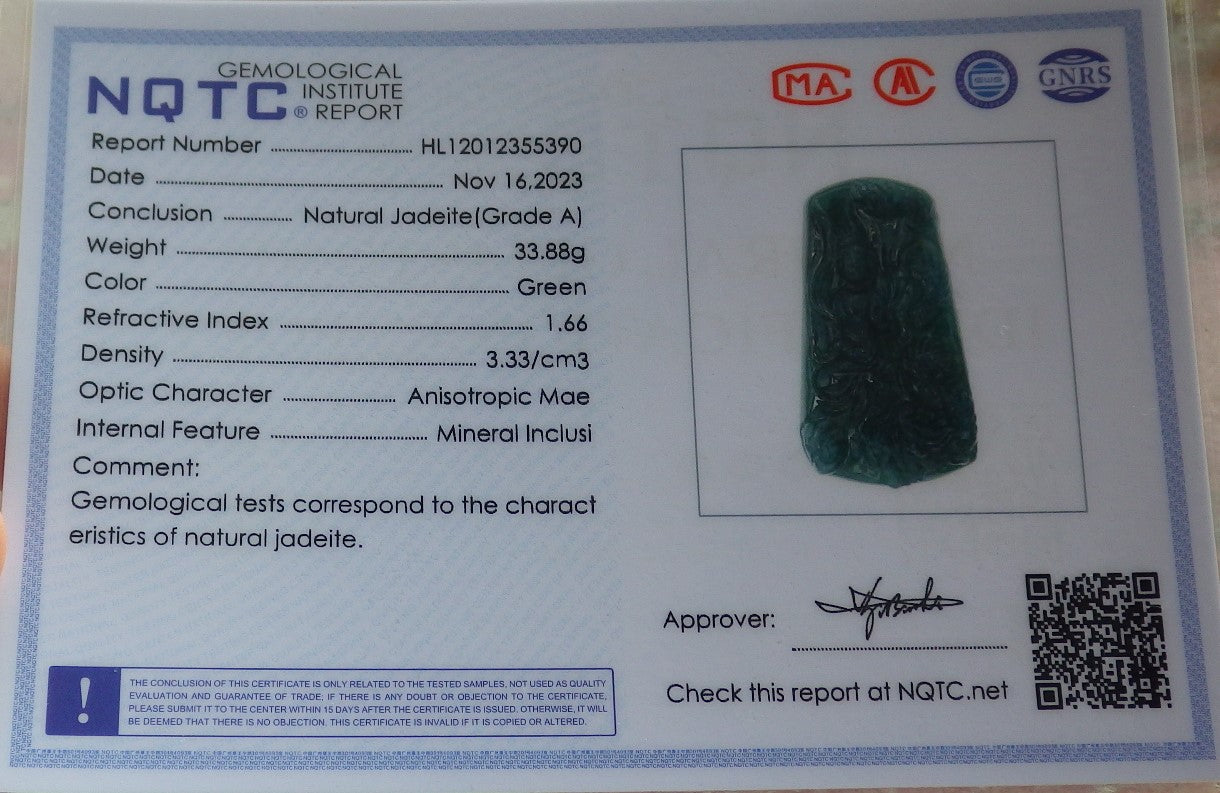 NQTC® GEMOLOGICAL INSTITUTE REPORT
MA
AL
GWS
GNRS
Report Number HL12012355390
Date Nov 16,2023
Conclusion Natural Jadeite(Grade A)
Weight 33.88g
Color Green
Refractive Index 1.66
Density 3.33/cm3
Optic Character Anisotropic Mae
Internal Feature Mineral Inclusi
Comment:
Gemological tests correspond to the charact
eristics of natural jadeite.
Approver:
Check this report at NQTC.net
! THE CONCLUSION OF THIS CERTIFICATE IS ONLY RELATED TO THE TESTED SAMPLES, NOT USED AS QUALITY
EVALUATION AND GUARANTEE OF TRADE; IF THERE IS ANY DOUBT OR OBJECTION TO THE CERTIFICATE,
PLEASE SUBMIT IT TO THE CENTER WITHIN 15 DAYS AFTER THE CERTIFICATE IS ISSUED. OTHERWISE, IT WILL
BE DEEMED THAT THERE IS NO OBJECTION. THIS CERTIFICATE IS INVALID IF IT IS COPIED OR ALTERED.